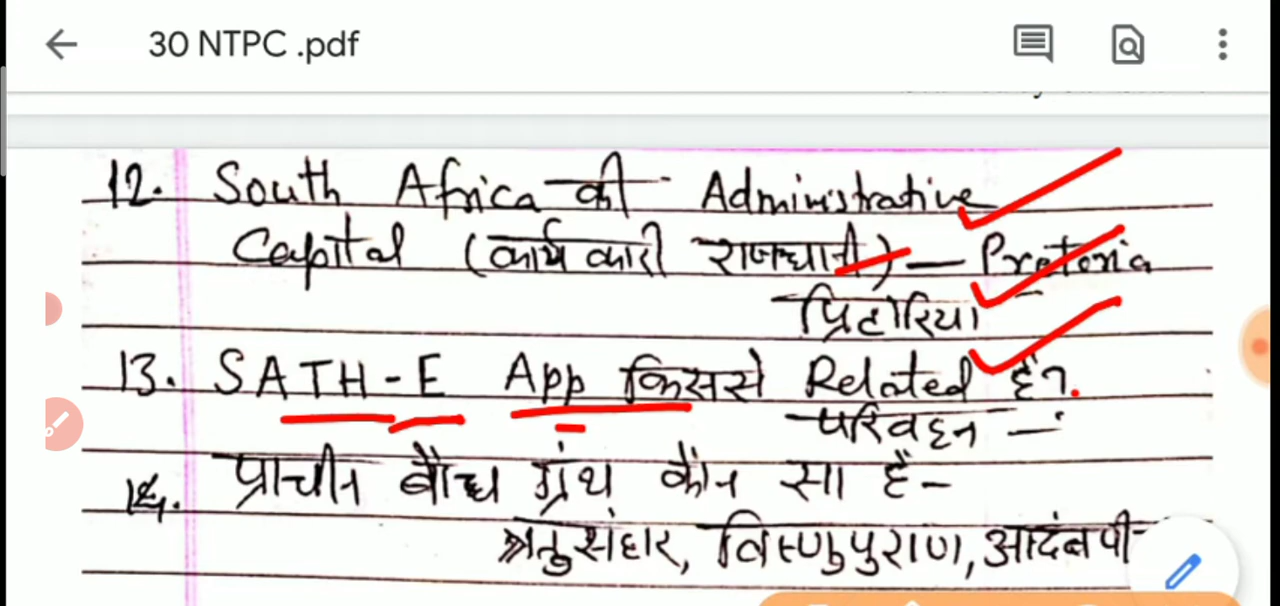 30 NTPC .pdf
12. South Africa की Administrative
Capital (कार्यकारी राजधानी) — Pretoria
प्रिटोरिया
13. SATH-E App किससे Related है?
परिवहन —
14. प्राचीन बौध ग्रंथ कौन सा है-
ऋतुसंहार, विष्णुपुराण,